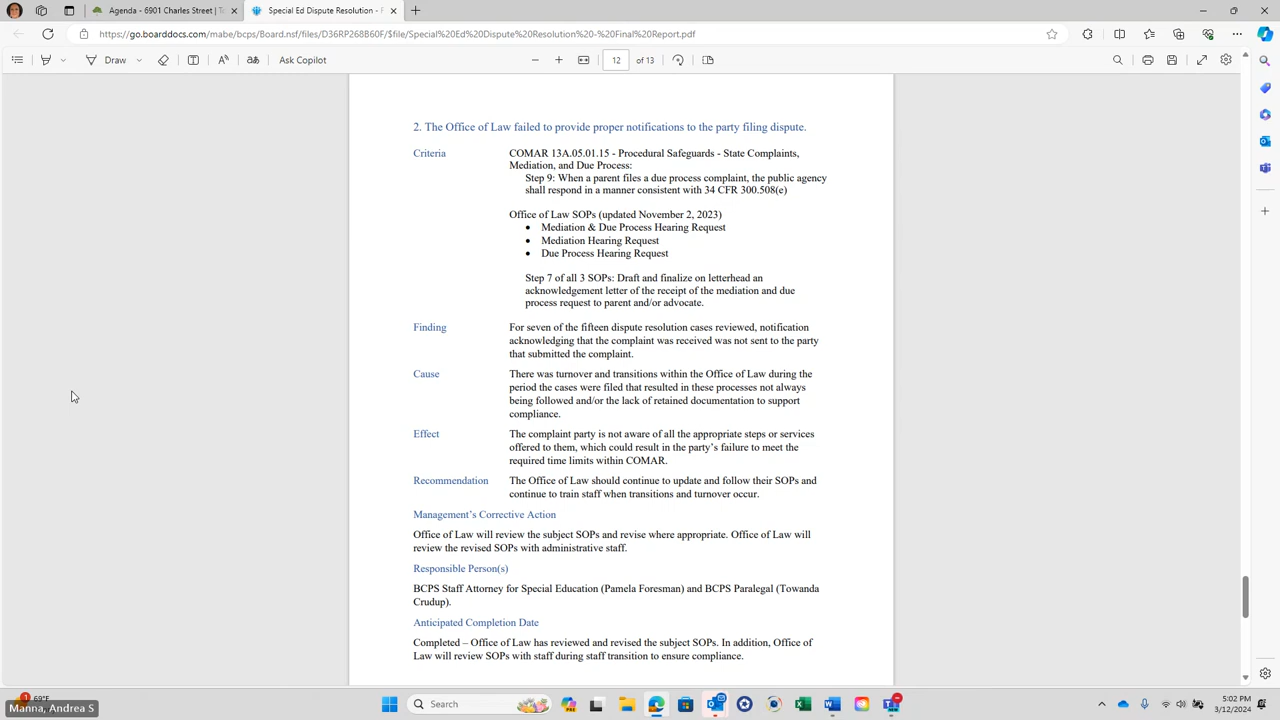 Agenda - 6901 Charles Street | To
Special Ed Dispute Resolution - F
https://go.boarddocs.com/mabe/bcps/Board.nsf/files/D36RP268B60F/$file/Special%20Ed%20Dispute%20Resolution%20-%20Final%20Report.pdf
Draw
Ask Copilot
12 of 13
2. The Office of Law failed to provide proper notifications to the party filing dispute.
Criteria
COMAR 13A.05.01.15 - Procedural Safeguards - State Complaints,
Mediation, and Due Process:
Step 9: When a parent files a due process complaint, the public agency
shall respond in a manner consistent with 34 CFR 300.508(e)
Office of Law SOPs (updated November 2, 2023)
• Mediation & Due Process Hearing Request
• Mediation Hearing Request
• Due Process Hearing Request
Step 7 of all 3 SOPs: Draft and finalize on letterhead an
acknowledgement letter of the receipt of the mediation and due
process request to parent and/or advocate.
Finding
For seven of the fifteen dispute resolution cases reviewed, notification
acknowledging that the complaint was received was not sent to the party
that submitted the complaint.
Cause
There was turnover and transitions within the Office of Law during the
period the cases were filed that resulted in these processes not always
being followed and/or the lack of retained documentation to support
compliance.
Effect
The complaint party is not aware of all the appropriate steps or services
offered to them, which could result in the party's failure to meet the
required time limits within COMAR.
Recommendation
The Office of Law should continue to update and follow their SOPs and
continue to train staff when transitions and turnover occur.
Management's Corrective Action
Office of Law will review the subject SOPs and revise where appropriate. Office of Law will
review the revised SOPs with administrative staff.
Responsible Person(s)
BCPS Staff Attorney for Special Education (Pamela Foresman) and BCPS Paralegal (Towanda
Crudup).
Anticipated Completion Date
Completed – Office of Law has reviewed and revised the subject SOPs. In addition, Office of
Law will review SOPs with staff during staff transition to ensure compliance.
69°F
Manna, Andrea S
Search
5:02 PM
3/12/2024